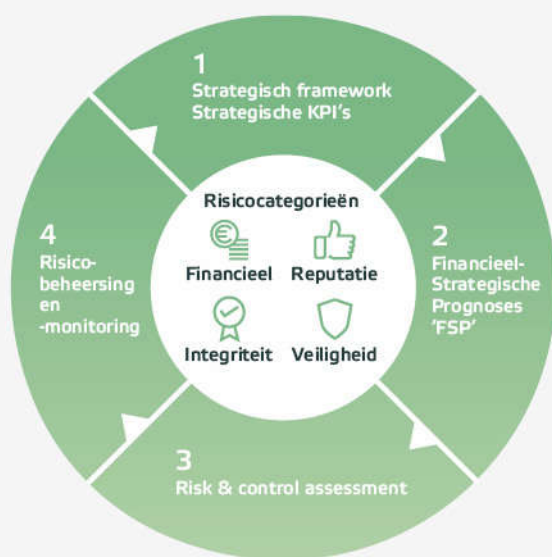 1
Strategisch framework
Strategische KPI's
2
Financieel-
Strategische
Prognoses
'FSP'
3
Risk & control assessment
4
Risico-
beheersing
en
-monitoring
Risicocategorieën
Financieel
Reputatie
Integriteit
Veiligheid